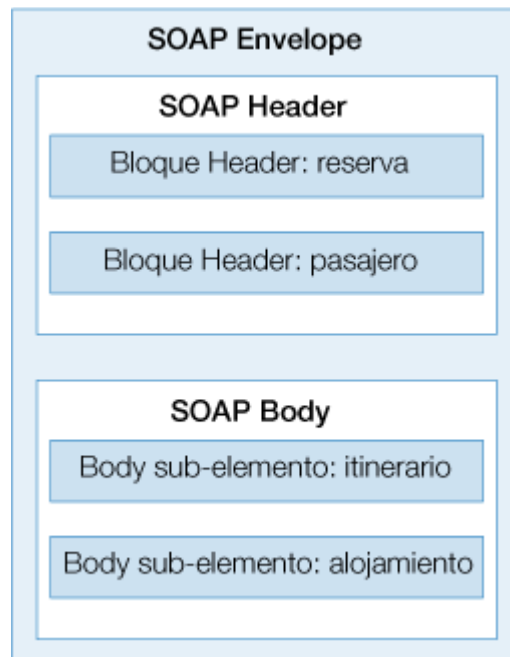 SOAP Envelope
SOAP Header
Bloque Header: reserva
Bloque Header: pasajero
SOAP Body
Body sub-elemento: itinerario
Body sub-elemento: alojamiento